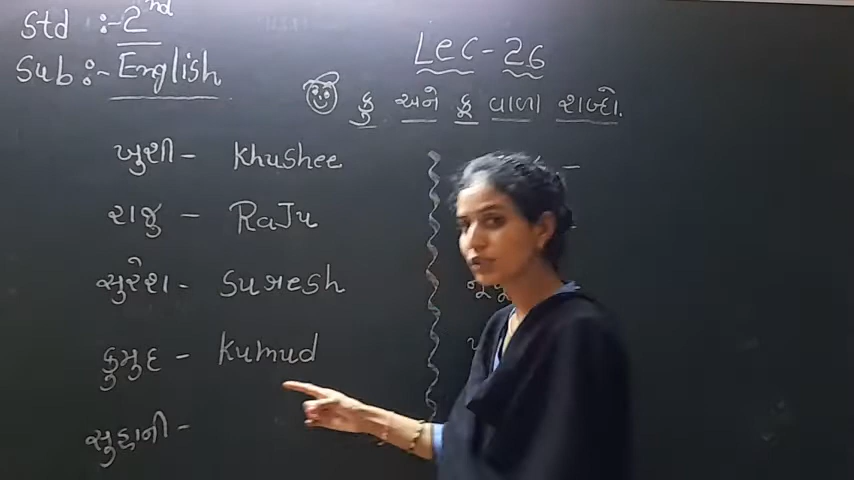 Std :- 2nd
Sub :- English
Lec - 26
કુ અને કૂ વાળા શબ્દો.
ખુશી - Khushee
રાજુ - RaJu
સુરેશ - Suresh
કુમુદ - Kumud
સુહાની -